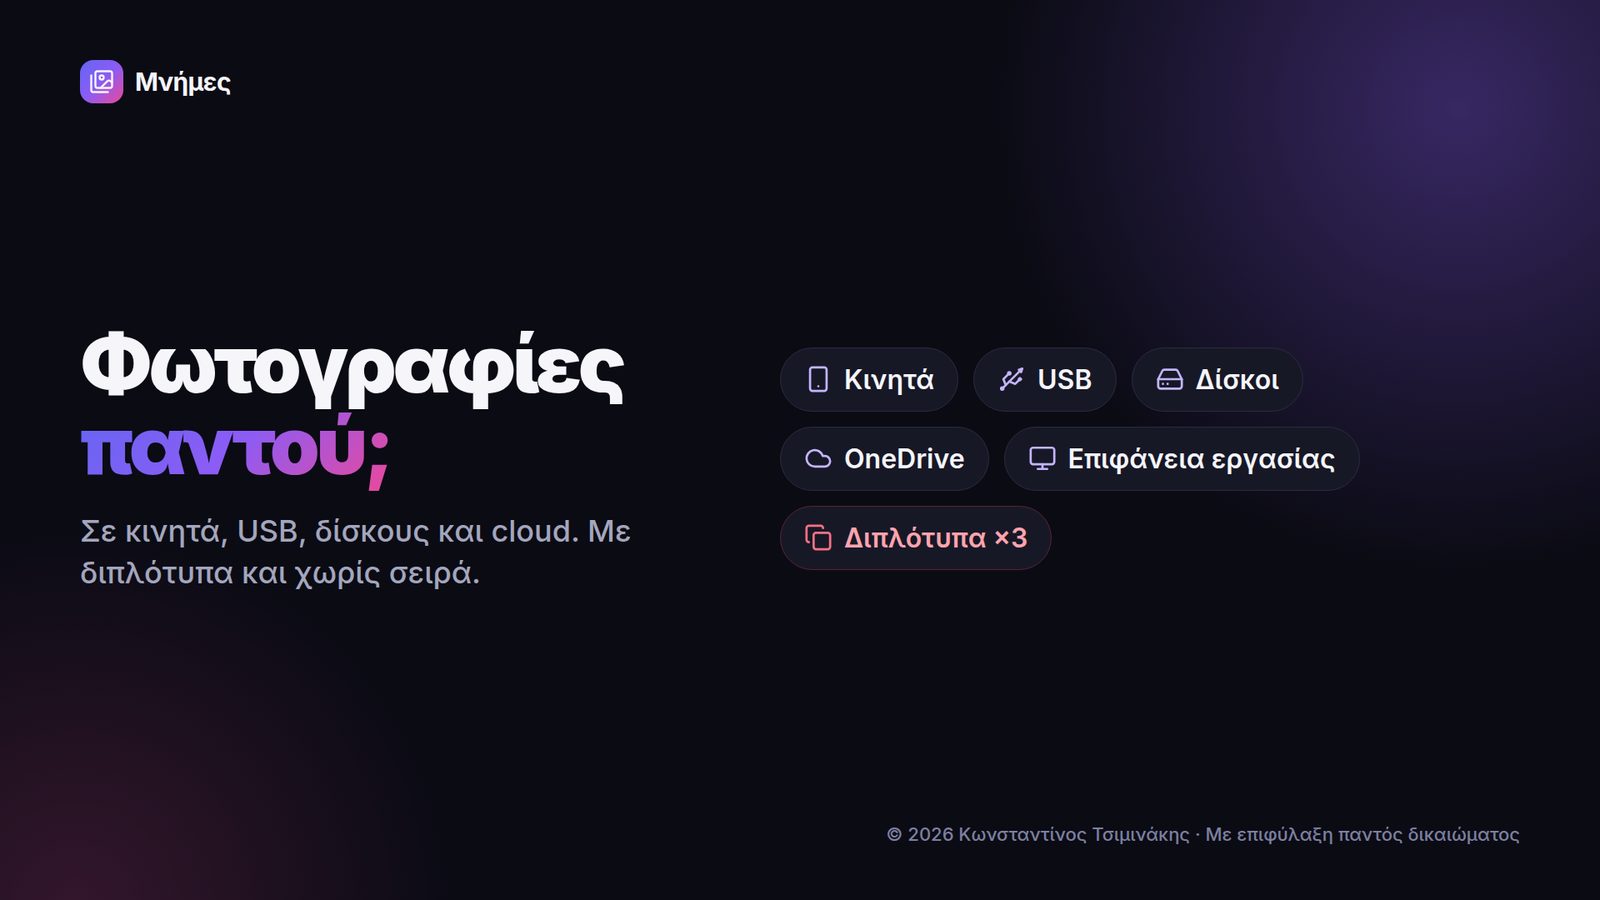 Μνήμες
Φωτογραφίες
παντού;
Σε κινητά, USB, δίσκους και cloud. Με
διπλότυπα και χωρίς σειρά.
Κινητά
USB
Δίσκοι
OneDrive
Επιφάνεια εργασίας
Διπλότυπα ×3
© 2026 Κωνσταντίνος Τσιμινάκης · Με επιφύλαξη παντός δικαιώματος